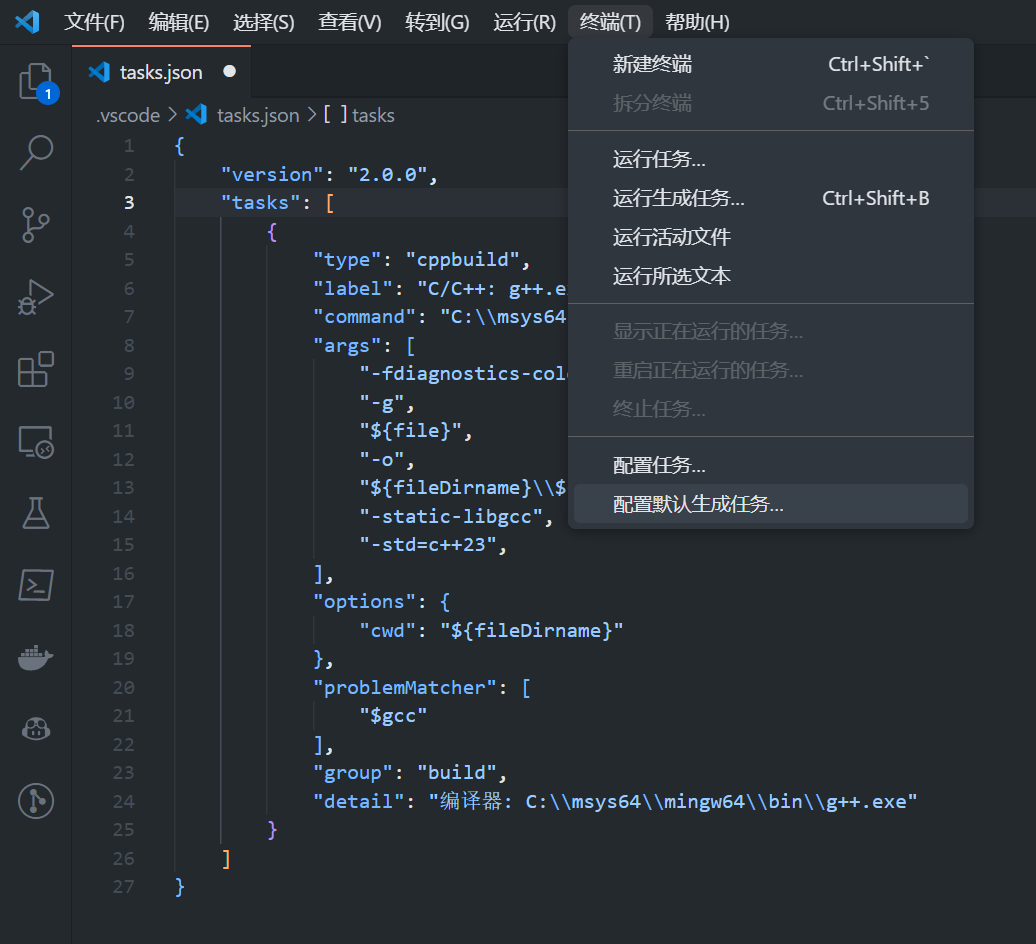 文件(F) 编辑(E) 选择(S) 查看(V) 转到(G) 运行(R) 终端(T) 帮助(H)
tasks.json
.vscode > tasks.json > [ ] tasks
1 {
2 "version": "2.0.0",
3 "tasks": [
4 {
5 "type": "cppbuild",
6 "label": "C/C++: g++.e
7 "command": "C:\\msys64
8 "args": [
9 "-fdiagnostics-col
10 "-g",
11 "${file}",
12 "-o",
13 "${fileDirname}\\$
14 "-static-libgcc",
15 "-std=c++23",
16 ],
17 "options": {
18 "cwd": "${fileDirname}"
19 },
20 "problemMatcher": [
21 "$gcc"
22 ],
23 "group": "build",
24 "detail": "编译器: C:\\msys64\\mingw64\\bin\\g++.exe"
25 }
26 ]
27 }
新建终端 Ctrl+Shift+`
拆分终端 Ctrl+Shift+5
运行任务...
运行生成任务... Ctrl+Shift+B
运行活动文件
运行所选文本
显示正在运行的任务...
重启正在运行的任务...
终止任务...
配置任务...
配置默认生成任务...
1